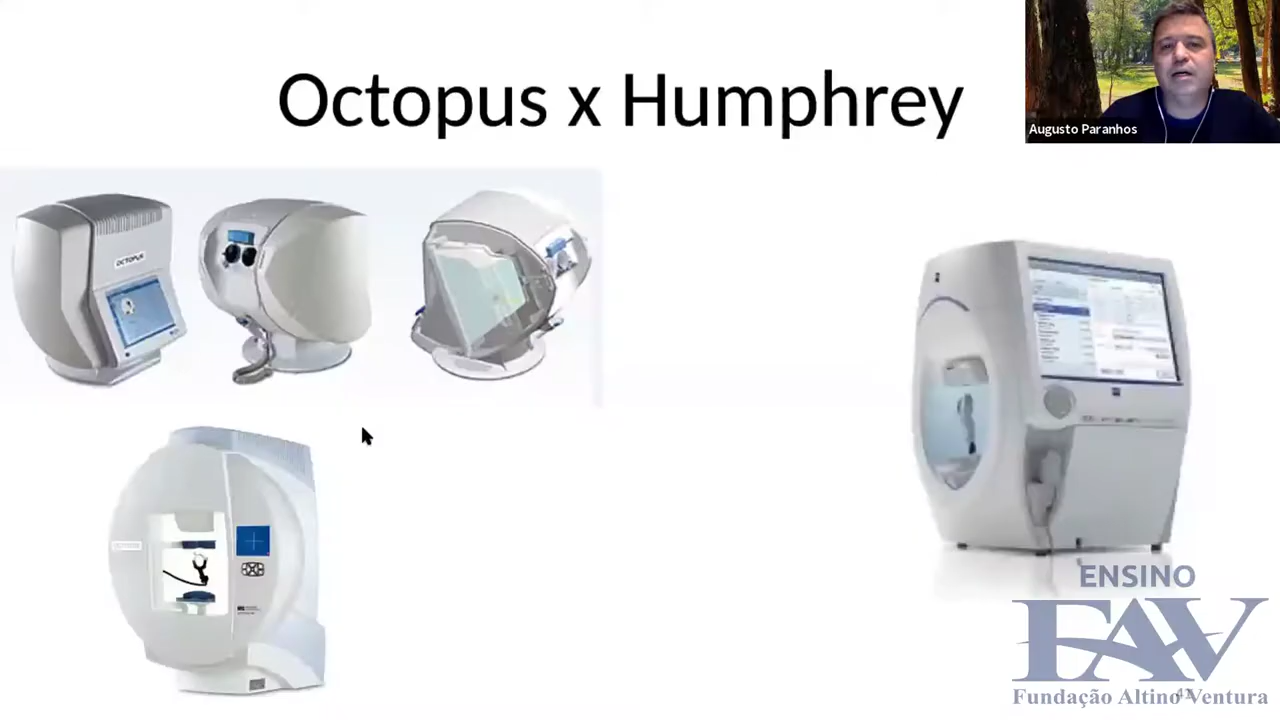 Octopus x Humphrey
Augusto Paranhos
OCTOPUS
ENSINO
FAV
Fundação Altino Ventura